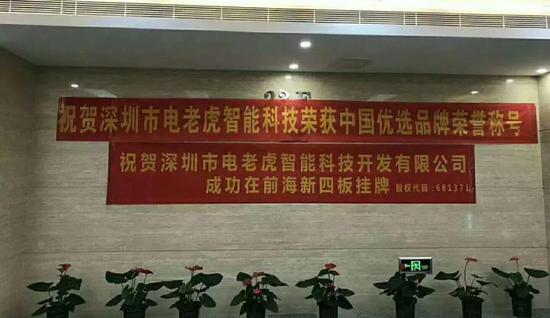 祝贺深圳市电老虎智能科技荣获中国优选品牌荣誉称号
祝贺深圳市电老虎智能科技开发有限公司
成功在前海新四板挂牌 股权代码:681371